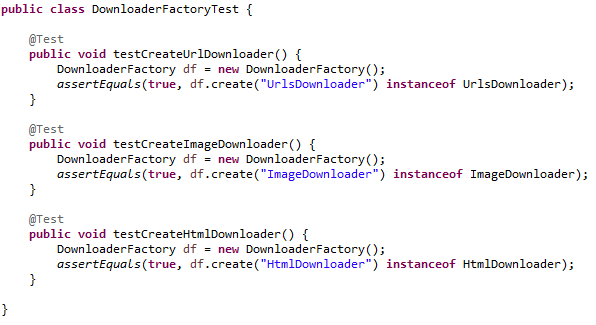 public class DownloaderFactoryTest {
@Test
public void testCreateUrlDownloader() {
DownloaderFactory df = new DownloaderFactory();
assertEquals(true, df.create("UrlsDownloader") instanceof UrlsDownloader);
}
@Test
public void testCreateImageDownloader() {
DownloaderFactory df = new DownloaderFactory();
assertEquals(true, df.create("ImageDownloader") instanceof ImageDownloader);
}
@Test
public void testCreateHtmlDownloader() {
DownloaderFactory df = new DownloaderFactory();
assertEquals(true, df.create("HtmlDownloader") instanceof HtmlDownloader);
}
}